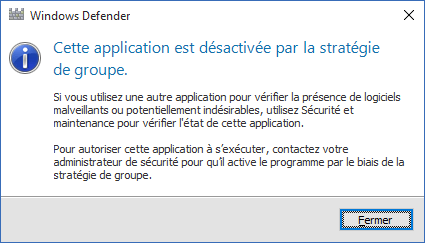 Windows Defender
Cette application est désactivée par la stratégie
de groupe.
Si vous utilisez une autre application pour vérifier la présence de logiciels
malveillants ou potentiellement indésirables, utilisez Sécurité et
maintenance pour vérifier l'état de cette application.
Pour autoriser cette application à s'exécuter, contactez votre
administrateur de sécurité pour qu'il active le programme par le biais de la
stratégie de groupe.
Fermer